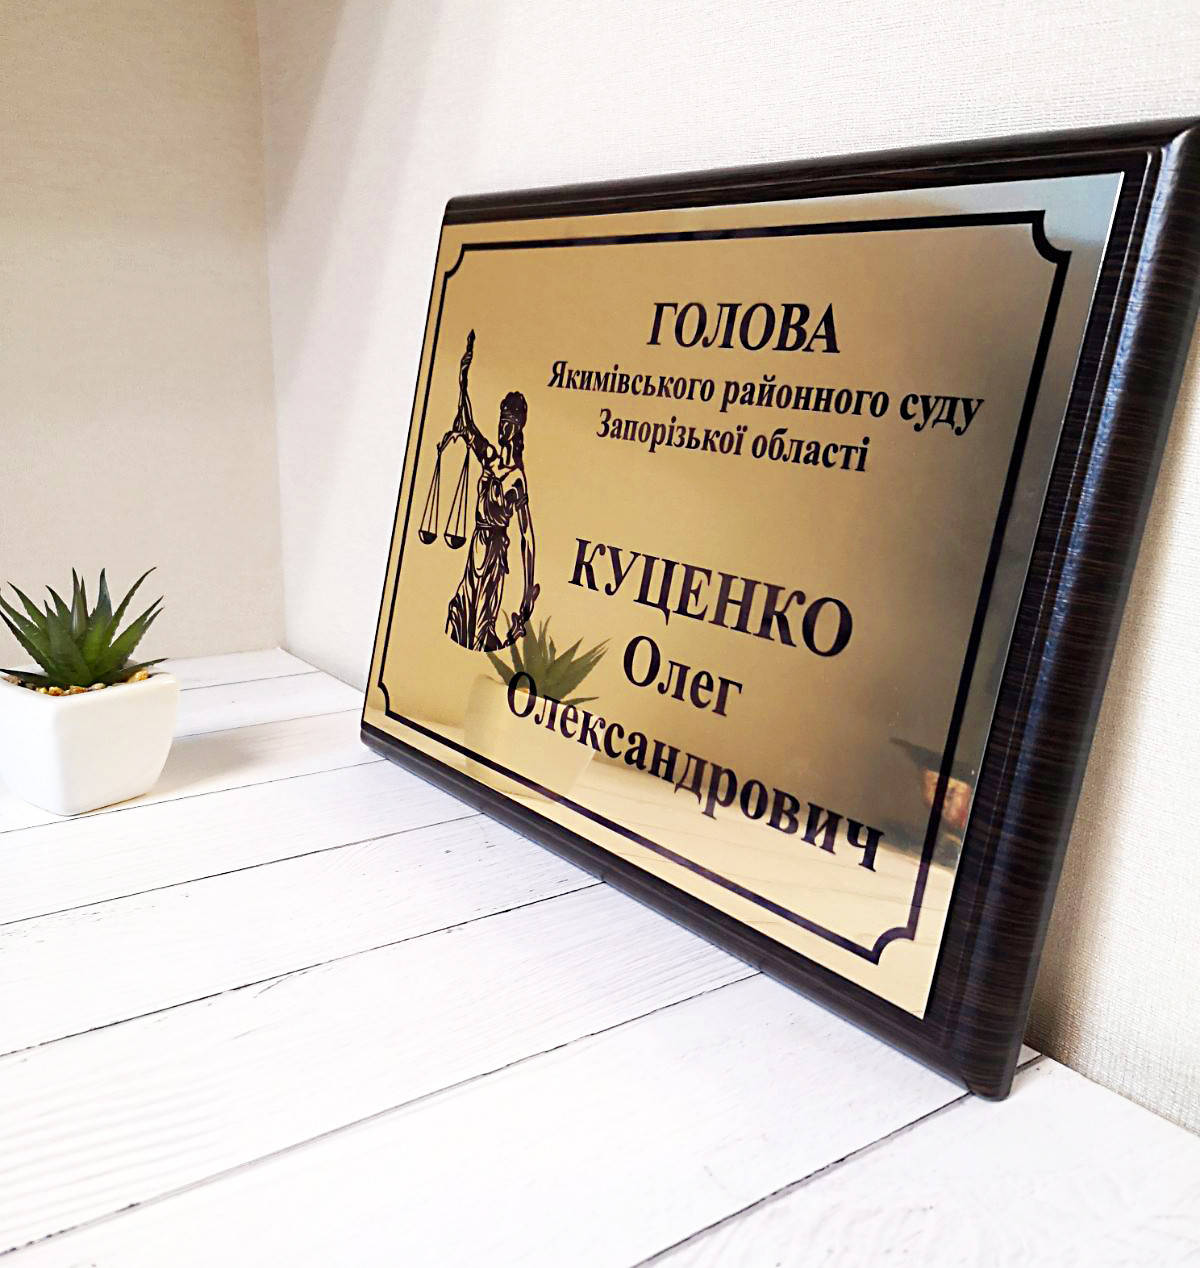 ГОЛОВА
Якимівського районного суду
Запорізької області
КУЦЕНКО
Олег
Олександрович